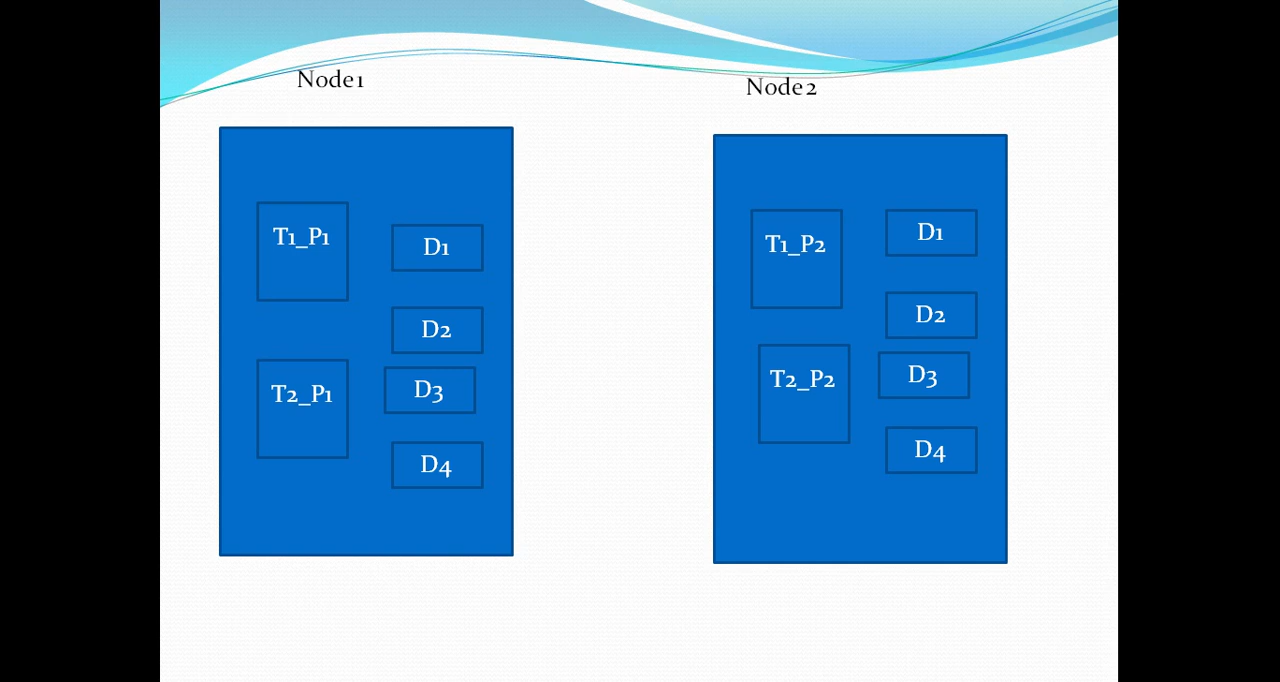 Node1
T1_P1
D1
D2
T2_P1
D3
D4
Node2
T1_P2
D1
D2
T2_P2
D3
D4